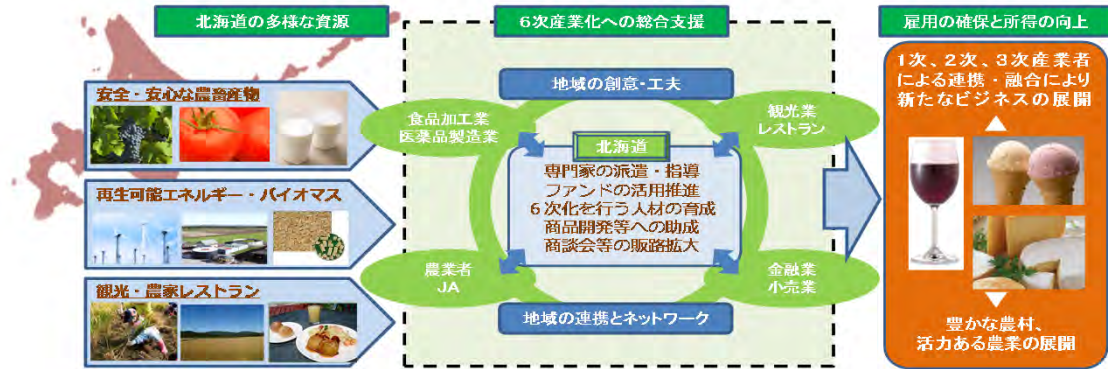 北海道の多様な資源
6次産業化への総合支援
雇用の確保と所得の向上
安全・安心な農畜産物
再生可能エネルギー・バイオマス
観光・農家レストラン
地域の創意・工夫
食品加工業
医薬品製造業
観光業
レストラン
北海道
専門家の派遣・指導
ファンドの活用推進
6次化を行う人材の育成
商品開発等への助成
商談会等の販路拡大
農業者
JA
金融業
小売業
地域の連携とネットワーク
1次、2次、3次産業者
による連携・融合により
新たなビジネスの展開
豊かな農村、
活力ある農業の展開